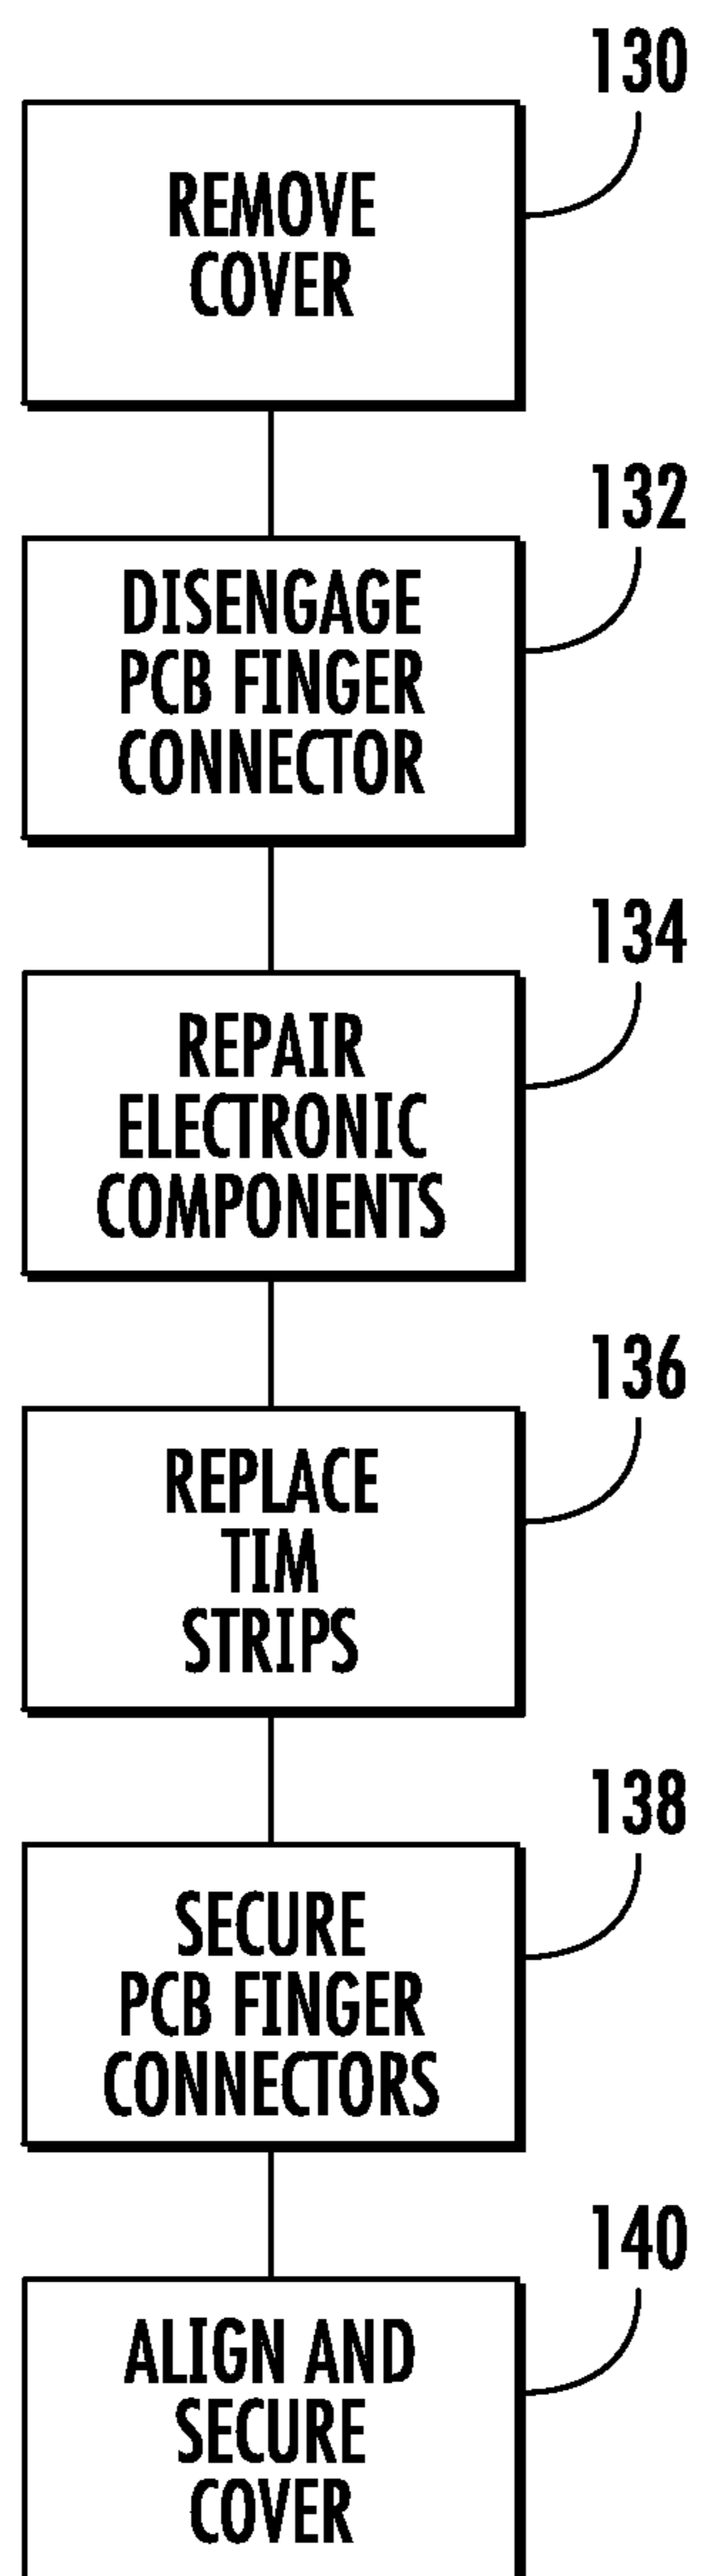 130
REMOVE
COVER
132
DISENGAGE
PCB FINGER
CONNECTOR
134
REPAIR
ELECTRONIC
COMPONENTS
136
REPLACE
TIM
STRIPS
138
SECURE
PCB FINGER
CONNECTORS
140
ALIGN AND
SECURE
COVER